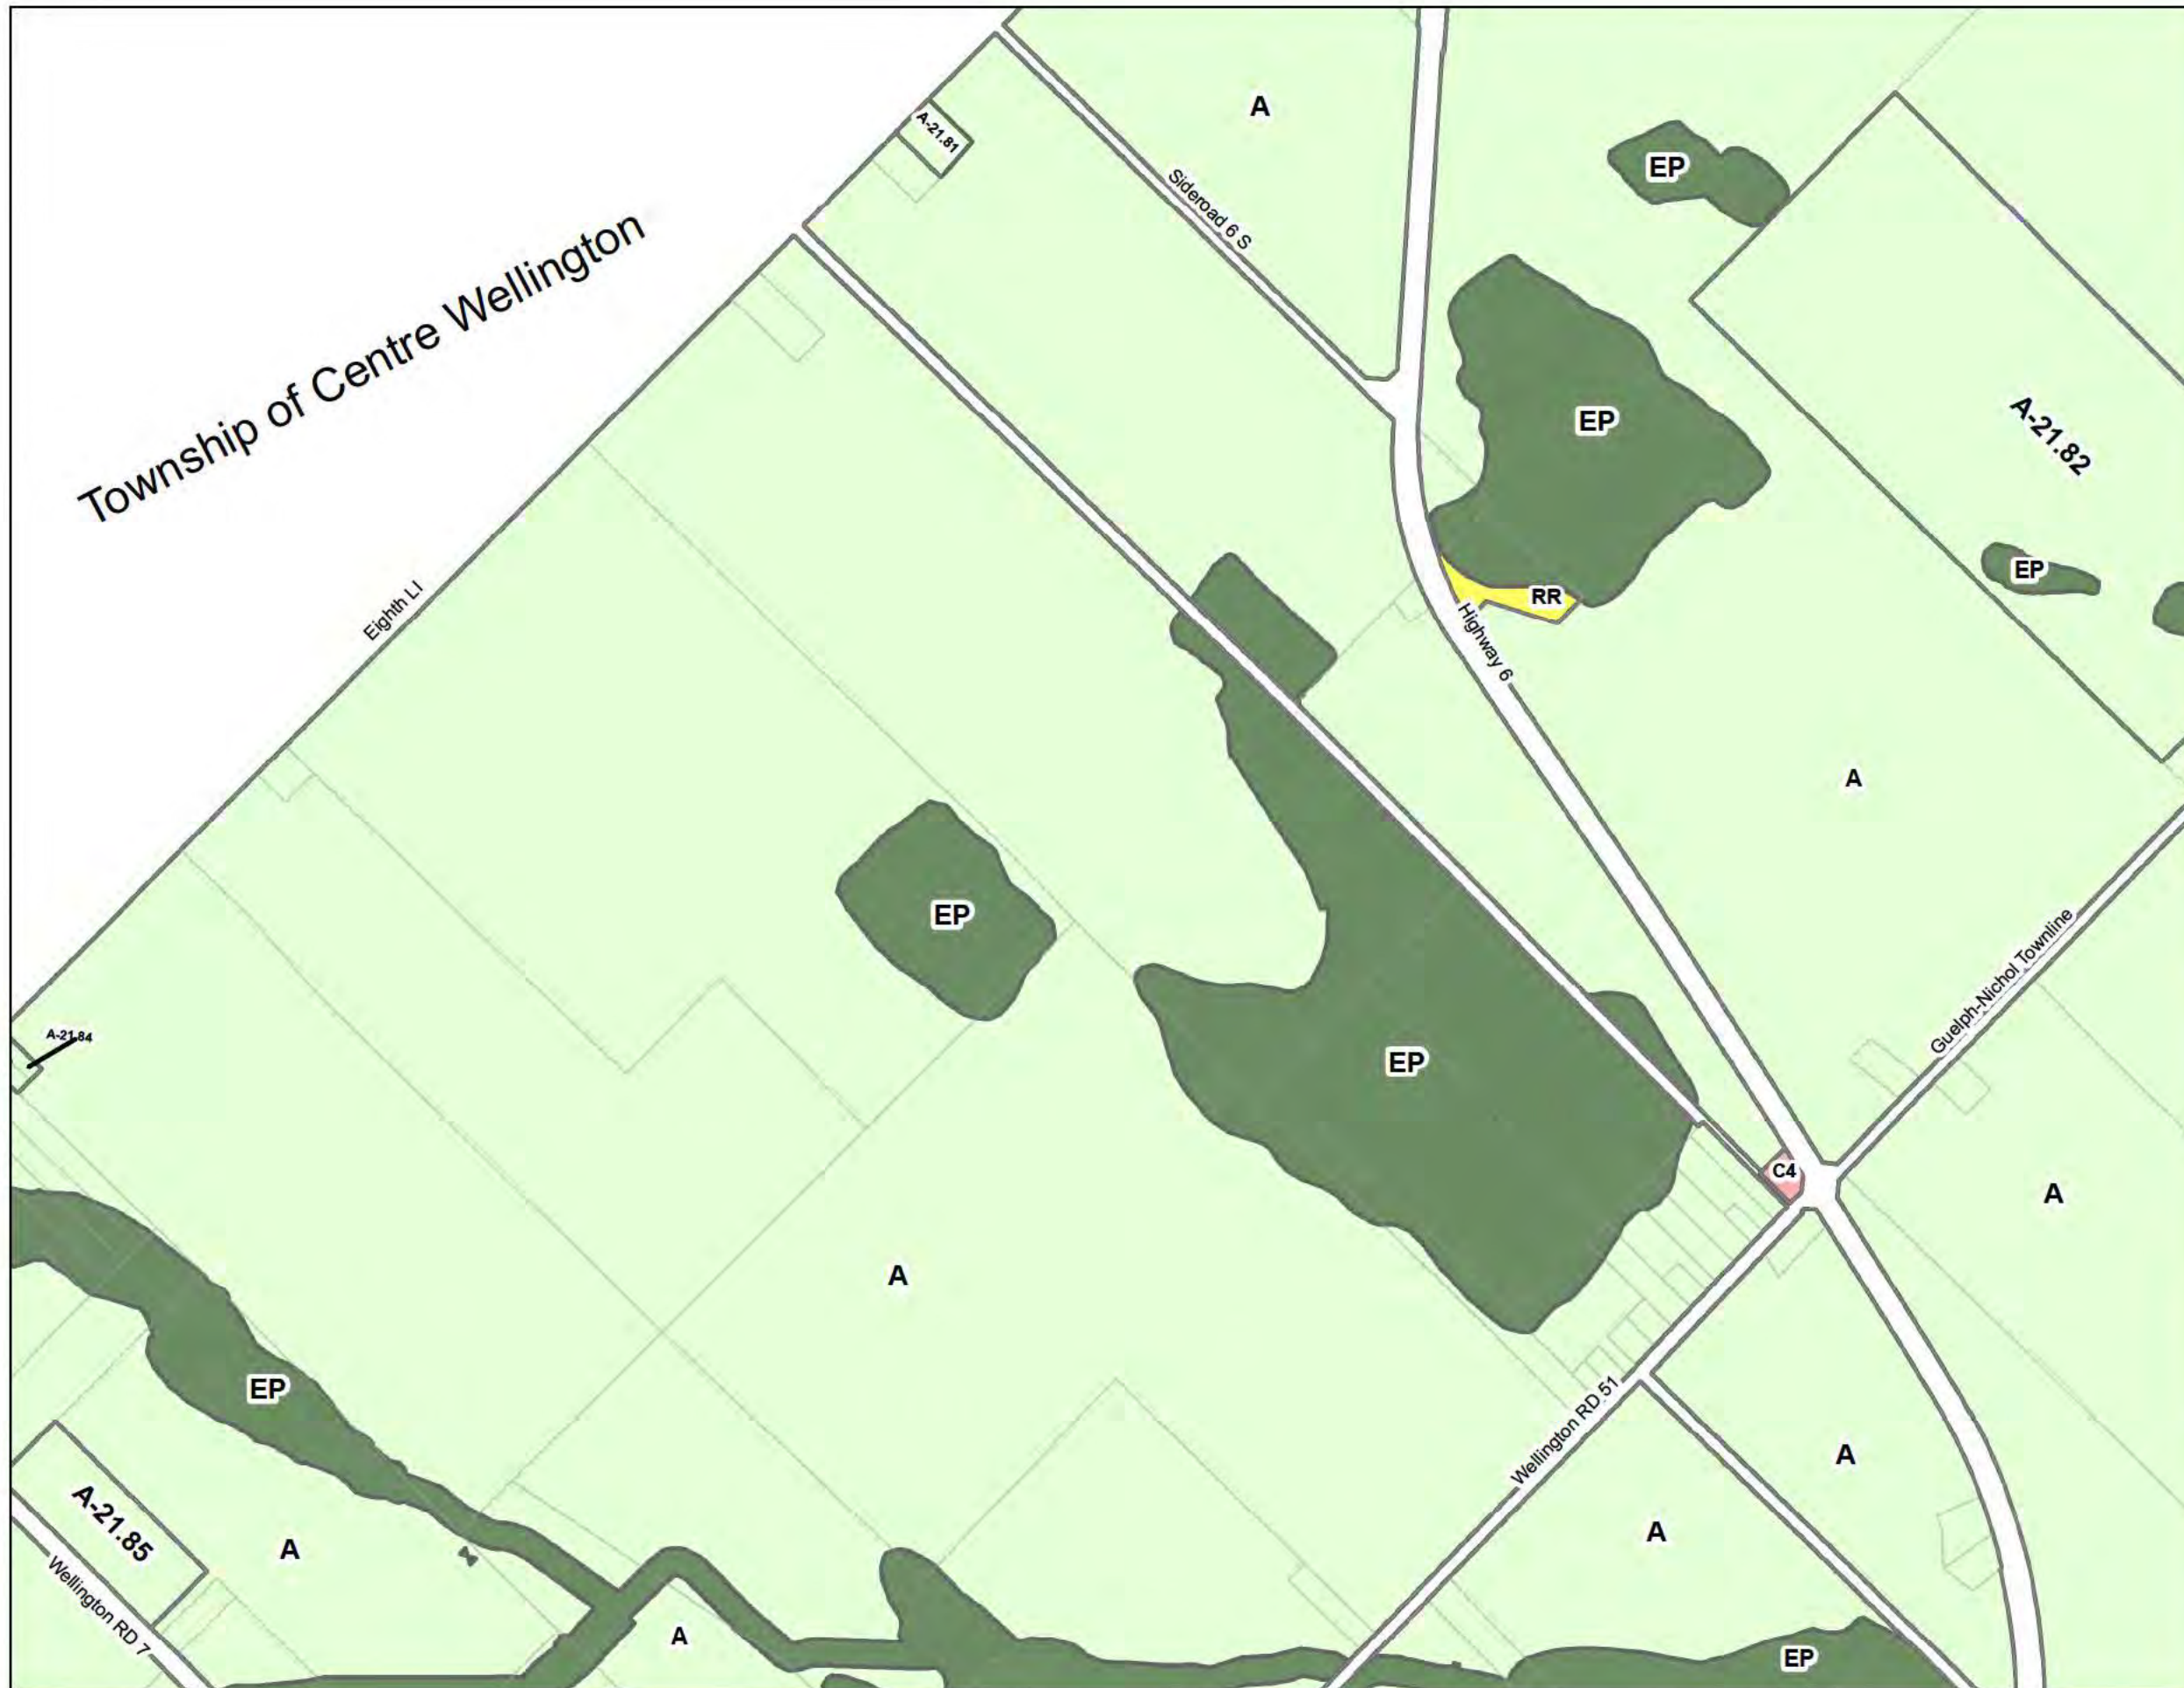 A
A-21.81
EP
Sideroad 6 S
Township of Centre Wellington
EP
A-21.82
EP
RR
Eighth LI
Highway 6
A
EP
Guelph-Nichol Townline
A-21.84
EP
C4
A
A
EP
Wellington RD 51
A
A-21.85
A
A
Wellington RD 7
A
EP